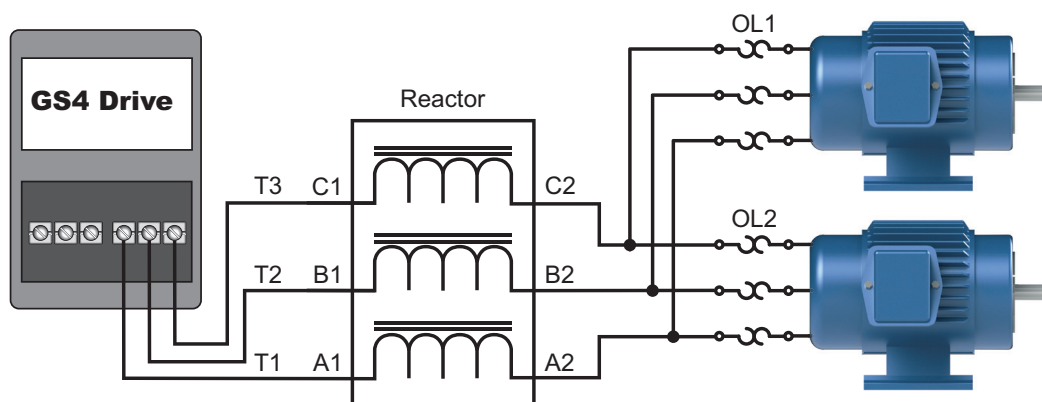 GS4 Drive
Reactor
OL1
T3 C1 C2
OL2
T2 B1 B2
T1 A1 A2